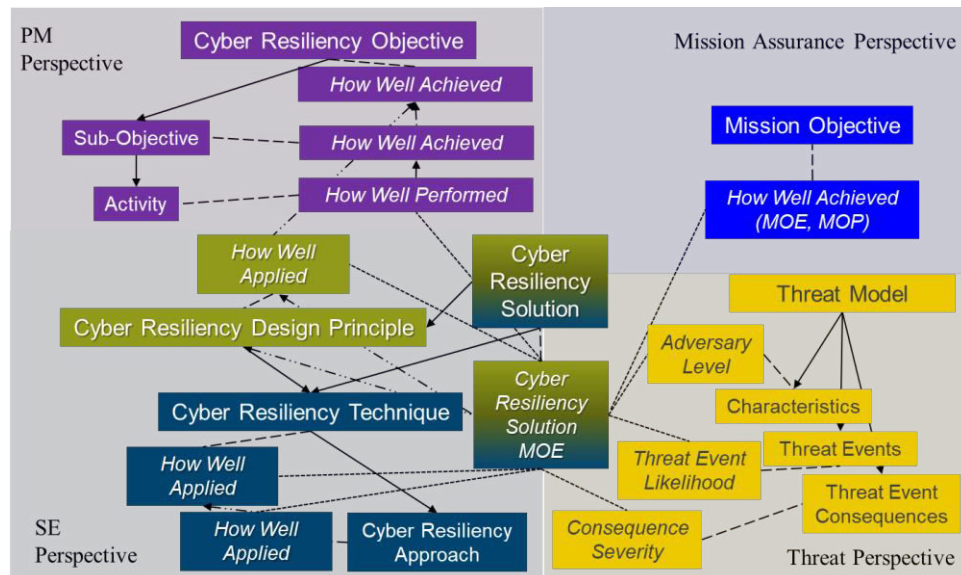 PM
Perspective
Cyber Resiliency Objective
How Well Achieved
Sub-Objective
How Well Achieved
Activity
How Well Performed
Mission Assurance Perspective
Mission Objective
How Well Achieved
(MOE, MOP)
How Well
Applied
Cyber
Resiliency
Solution
Cyber Resiliency Design Principle
Cyber
Resiliency
Solution
MOE
Cyber Resiliency Technique
How Well
Applied
How Well
Applied
Cyber Resiliency
Approach
SE
Perspective
Threat Model
Adversary
Level
Characteristics
Threat Events
Threat Event
Likelihood
Threat Event
Consequences
Consequence
Severity
Threat Perspective